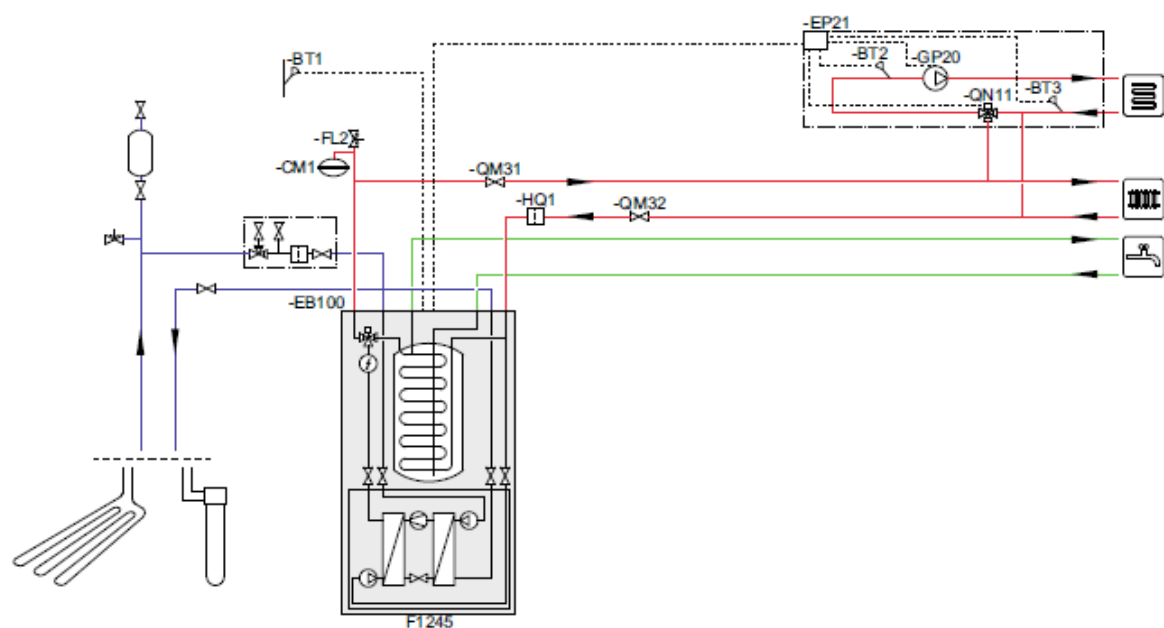 -EP21
-BT1
-BT2
-GP20
-QN11
-BT3
-FL2
-CM1
-QM31
-HQ1
-QM32
-EB100
F1245